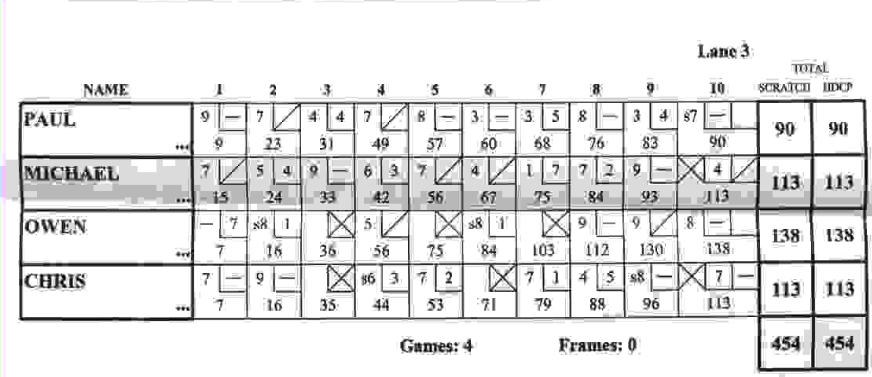 Lane 3
TOTAL
NAME 1 2 3 4 5 6 7 8 9 10 SCRATCH HDCP
9 — 7 / 4 4 7 / 8 — 3 — 3 5 8 — 3 4 s7 —
PAUL 90 90
... 9 23 31 49 57 60 68 76 83 90
7 / 5 4 9 — 6 3 7 / 4 / 1 7 7 2 9 — X 4 /
MICHAEL 113 113
... 15 24 33 42 56 67 75 84 93 113
— 7 s8 1 X 5 / X s8 1 X 9 — 9 / 8 —
OWEN 138 138
... 7 16 36 56 75 84 103 112 130 138
7 — 9 — X s6 3 7 2 X 7 1 4 5 s8 — X 7 —
CHRIS 113 113
... 7 16 35 44 53 71 79 88 96 113
Games: 4 Frames: 0 454 454